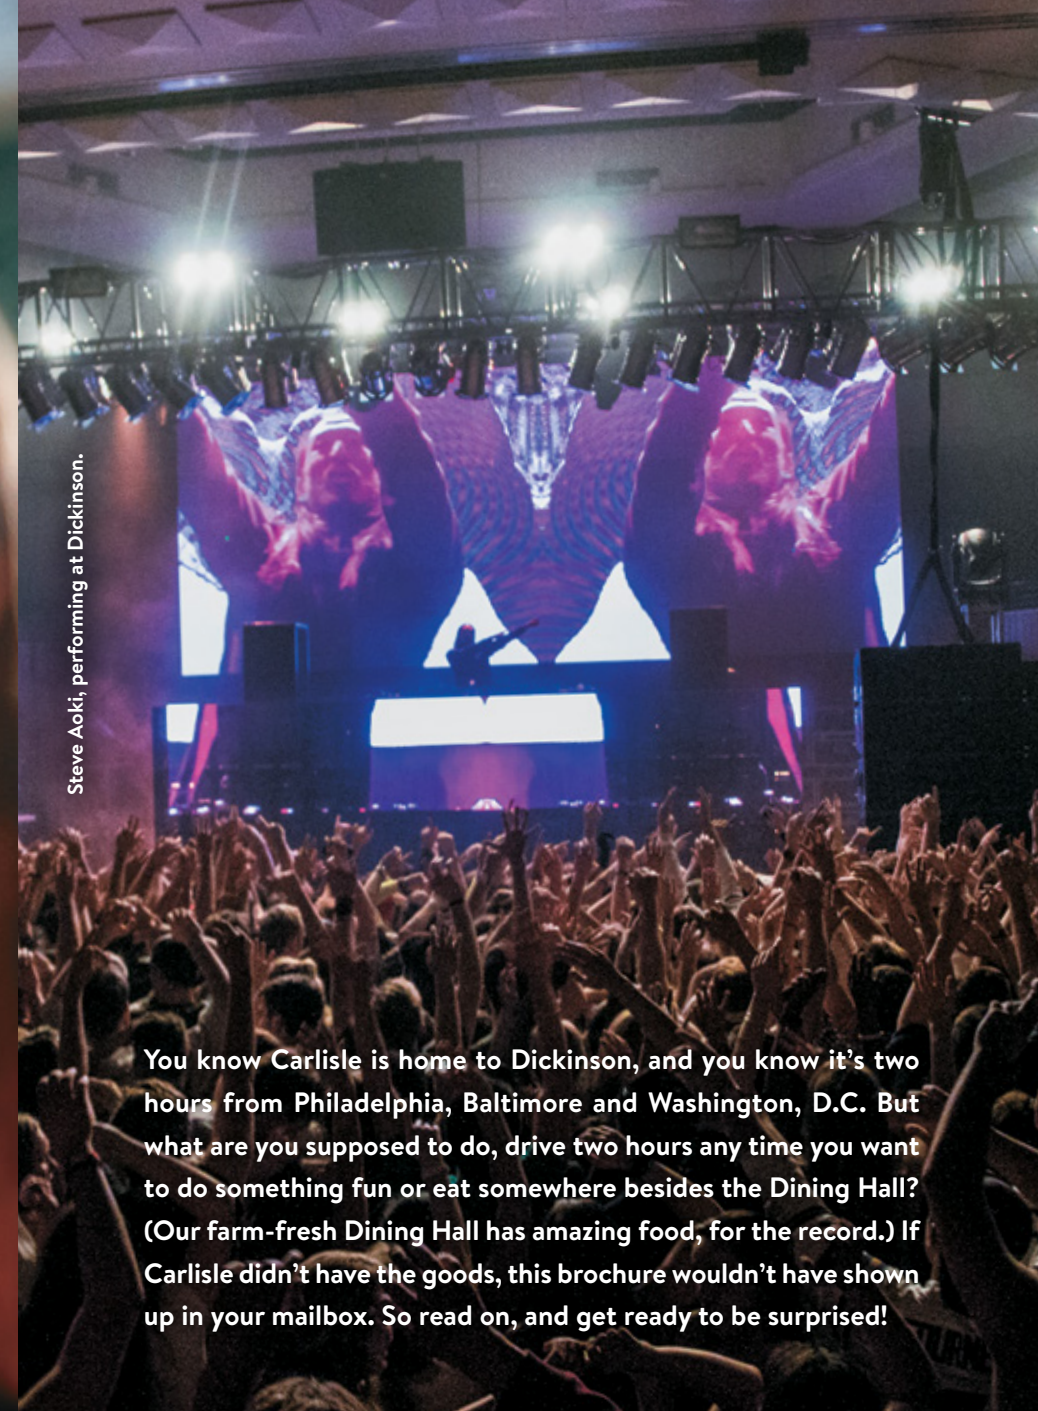 Steve Aoki, performing at Dickinson.
You know Carlisle is home to Dickinson, and you know it's two
hours from Philadelphia, Baltimore and Washington, D.C. But
what are you supposed to do, drive two hours any time you want
to do something fun or eat somewhere besides the Dining Hall?
(Our farm-fresh Dining Hall has amazing food, for the record.) If
Carlisle didn't have the goods, this brochure wouldn't have shown
up in your mailbox. So read on, and get ready to be surprised!